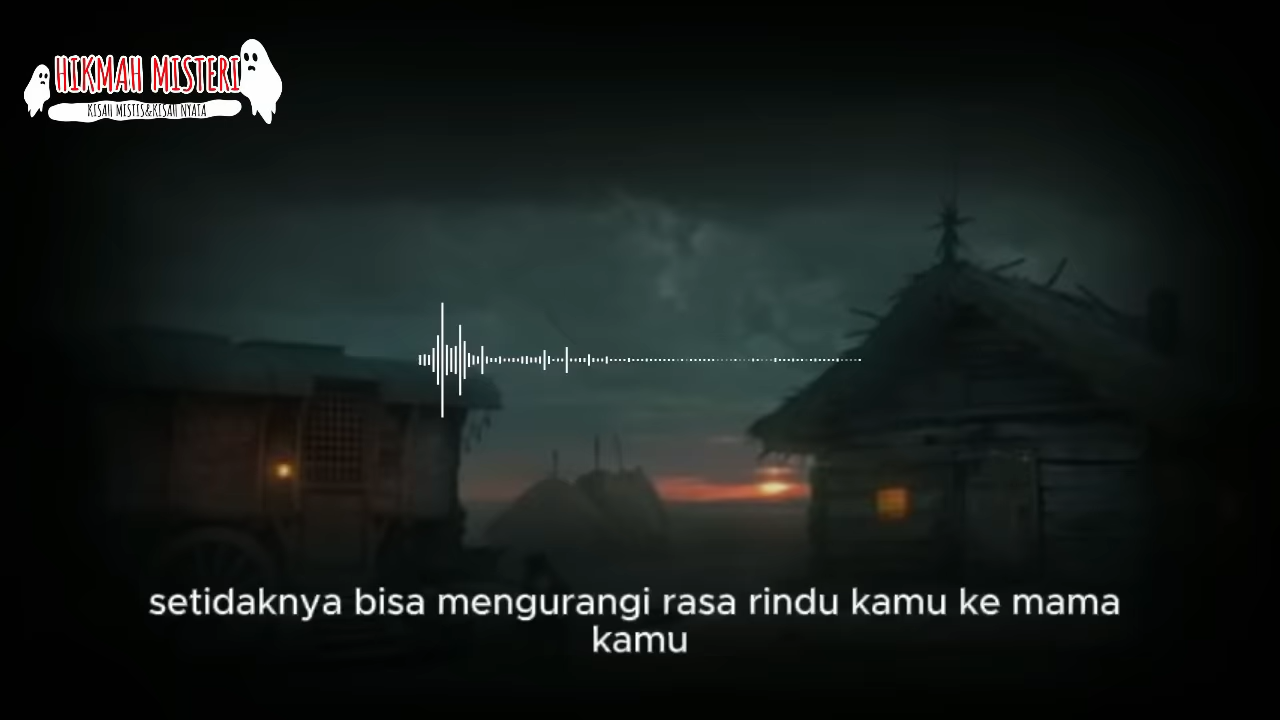 HIKMAH MISTERI
KISAH MISTIS&KISAH NYATA
setidaknya bisa mengurangi rasa rindu kamu ke mama
kamu